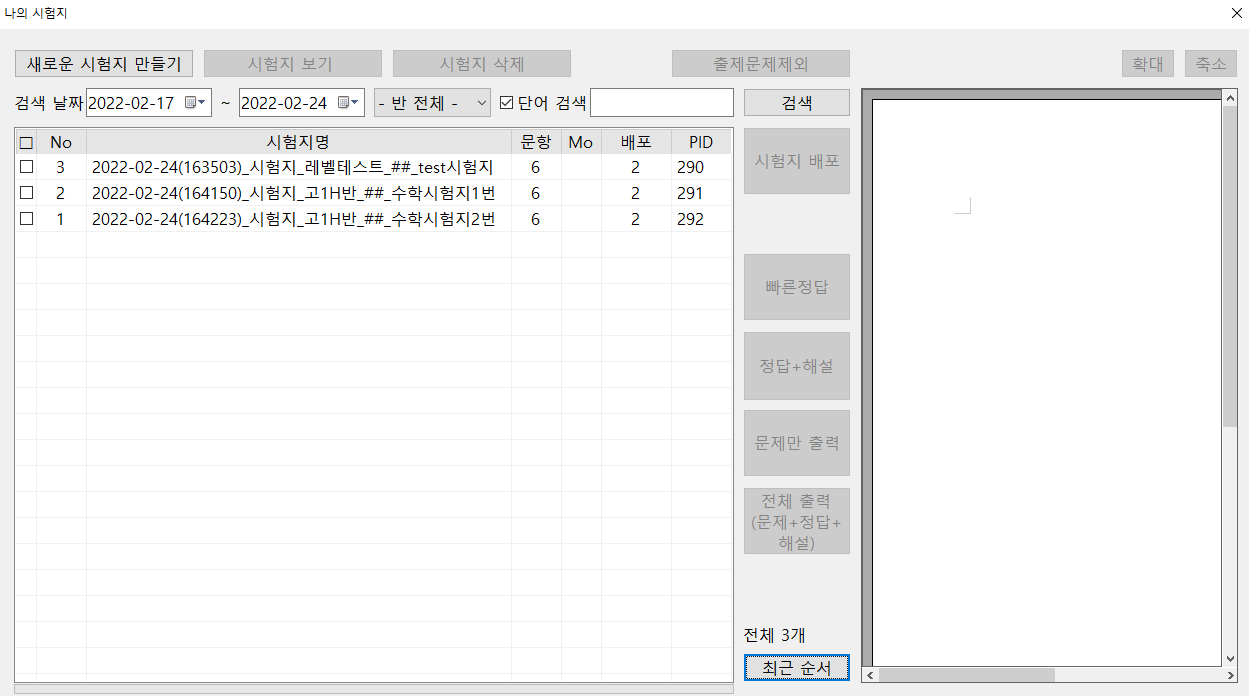 나의 시험지
새로운 시험지 만들기 시험지 보기 시험지 삭제 출제문제제외 확대 축소
검색 날짜 2022-02-17 ~ 2022-02-24 - 반 전체 - 단어 검색 검색
No 시험지명 문항 Mo 배포 PID
3 2022-02-24(163503)_시험지_레벨테스트_##_test시험지 6 2 290
2 2022-02-24(164150)_시험지_고1H반_##_수학시험지1번 6 2 291
1 2022-02-24(164223)_시험지_고1H반_##_수학시험지2번 6 2 292
시험지 배포
빠른정답
정답+해설
문제만 출력
전체 출력
(문제+정답+
해설)
전체 3개
최근 순서